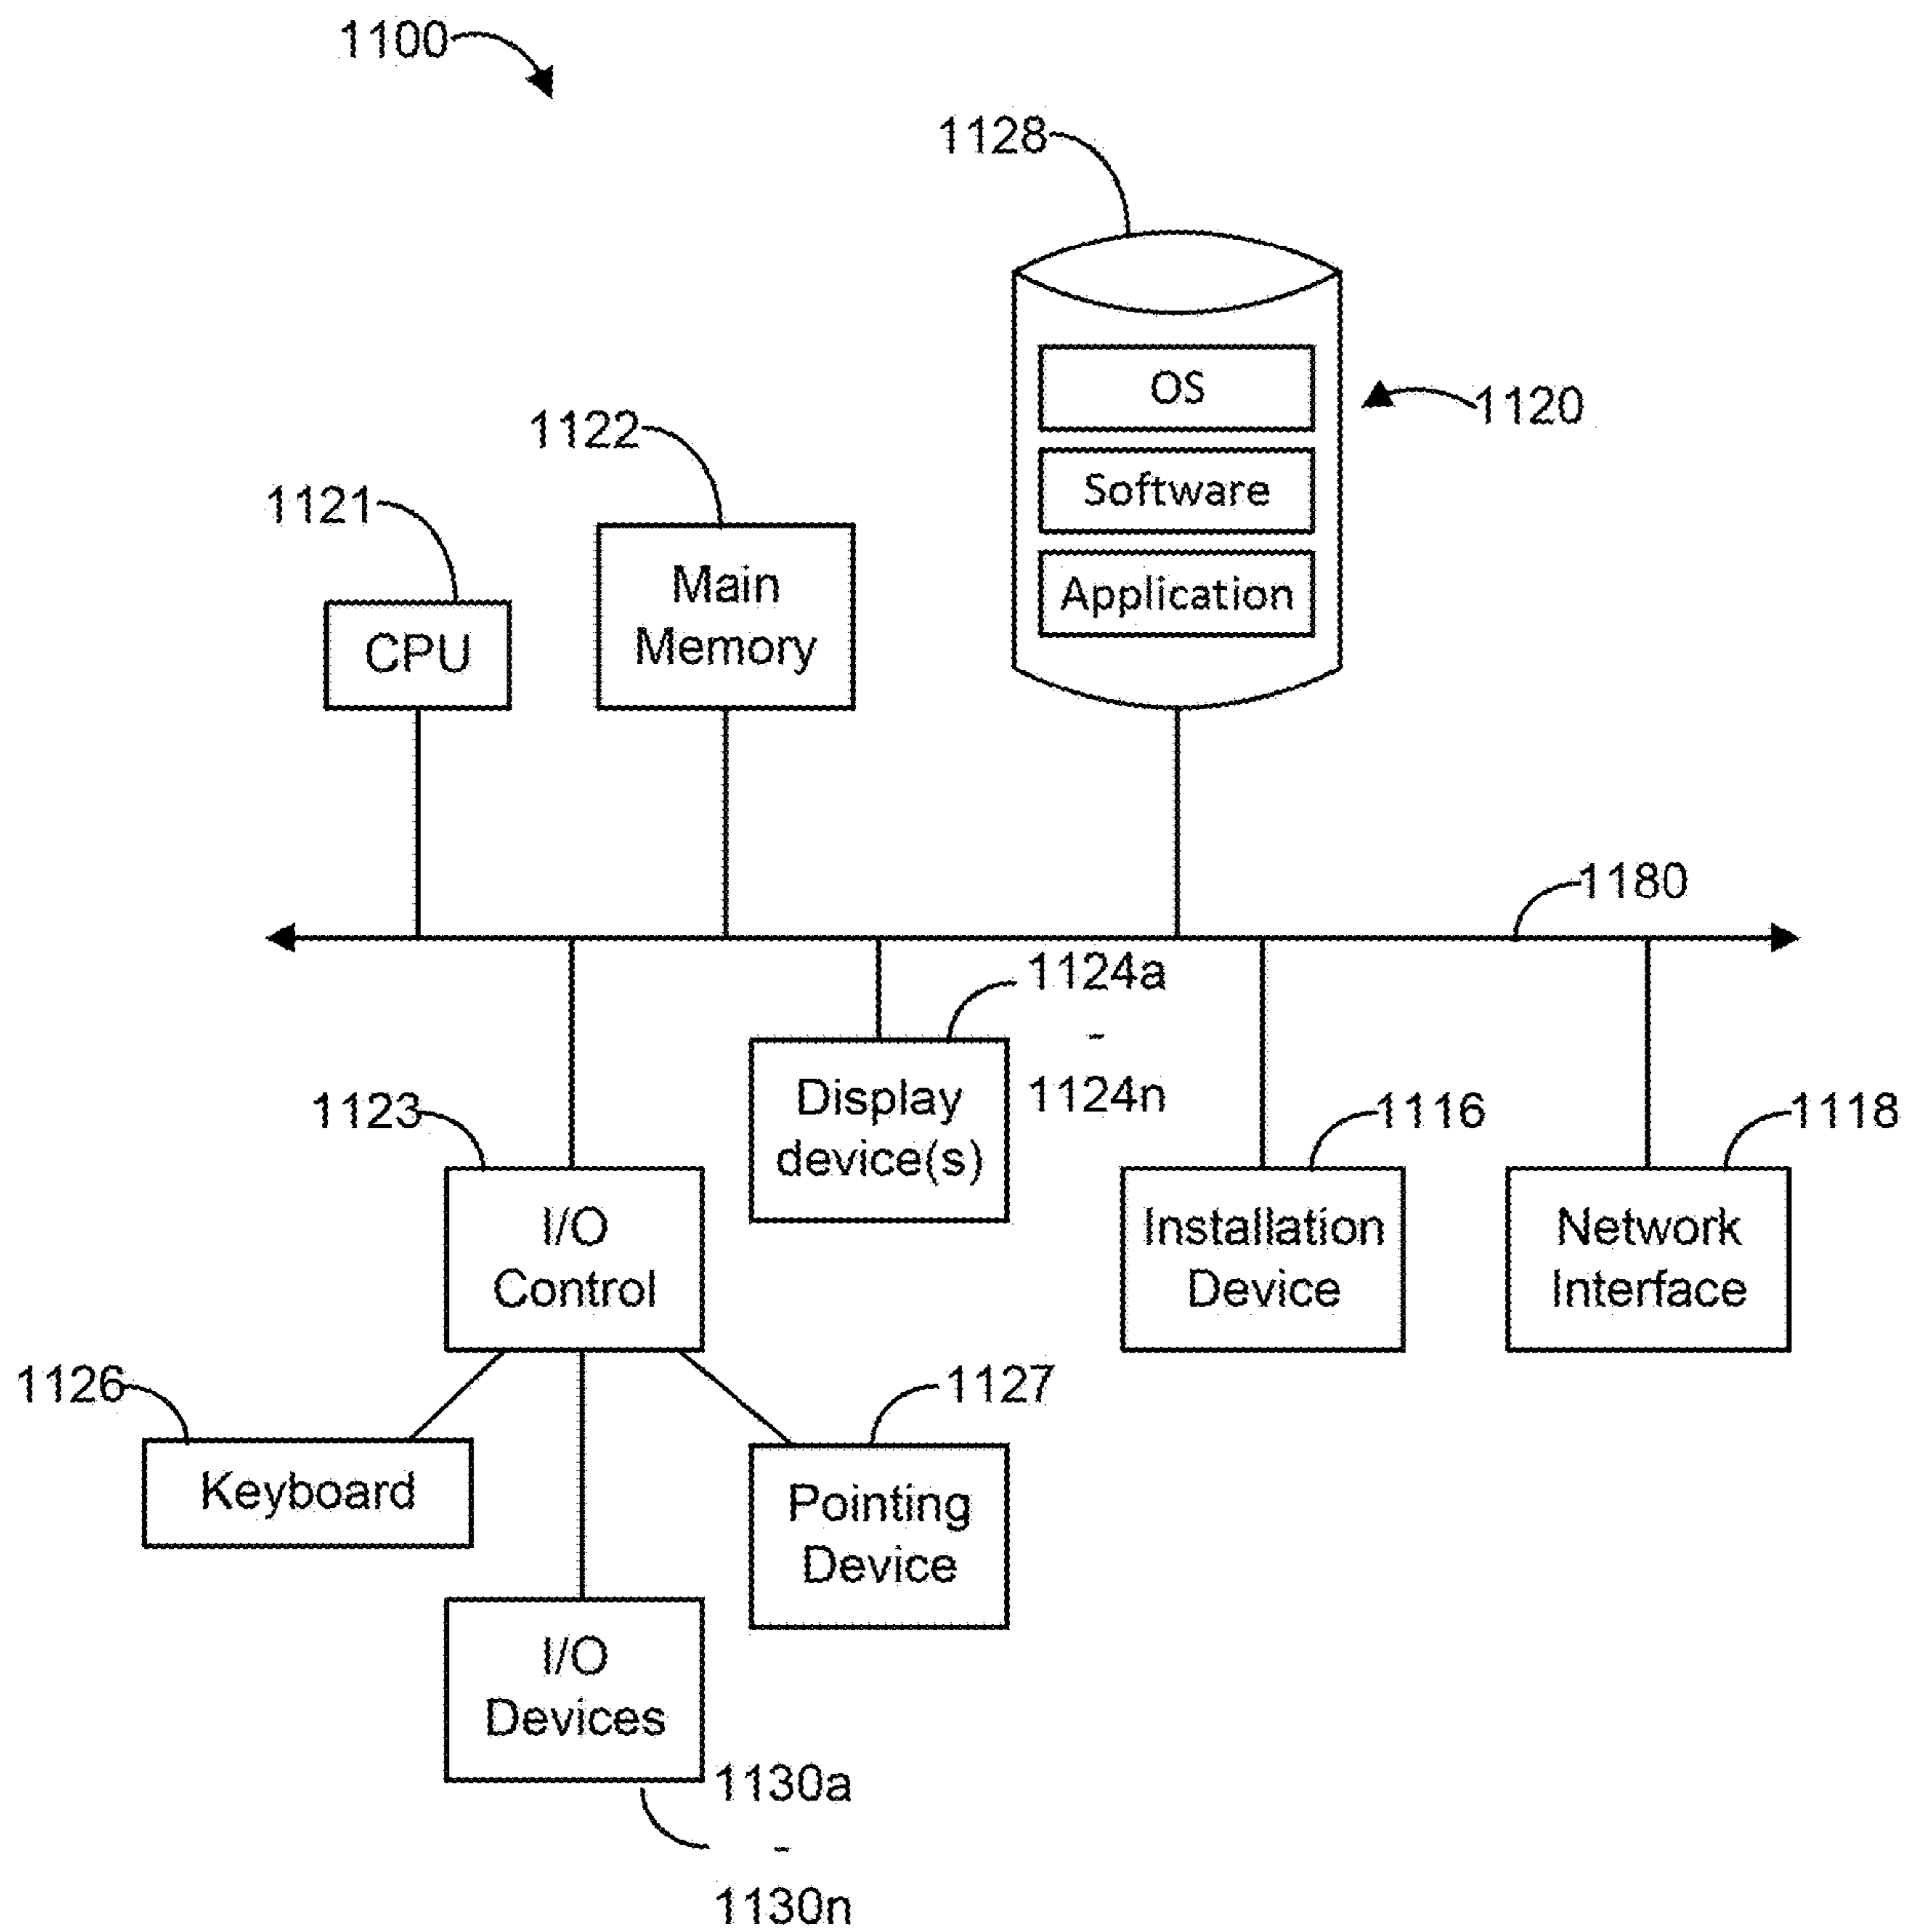 1100
1128
OS
1120
Software
Application
1122
1121
Main
Memory
CPU
1180
1124a
-
1124n
Display
device(s)
1123
1116
1118
I/O
Control
Installation
Device
Network
Interface
1126
1127
Keyboard
Pointing
Device
I/O
Devices
1130a
-
1130n